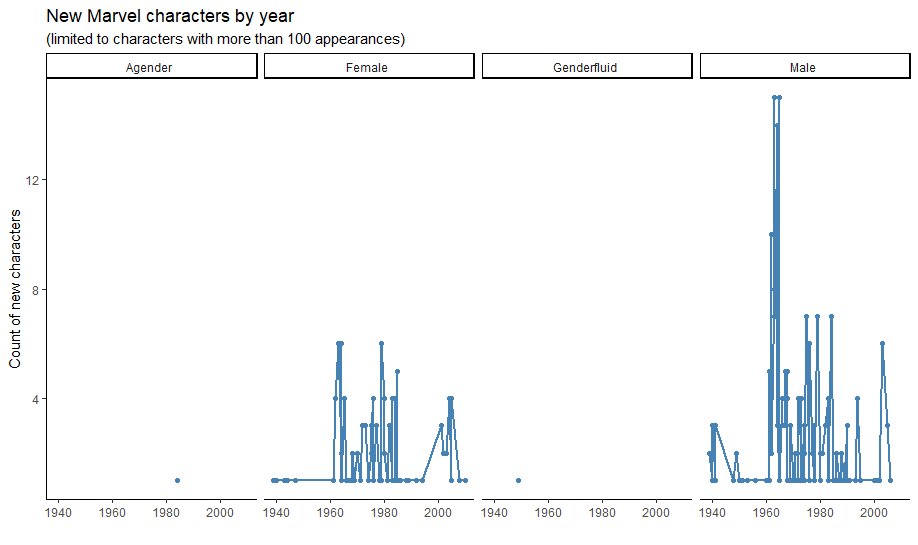 New Marvel characters by year
(limited to characters with more than 100 appearances)
Agender Female Genderfluid Male
Count of new characters
12
8
4
1940 1960 1980 2000 1940 1960 1980 2000 1940 1960 1980 2000 1940 1960 1980 2000